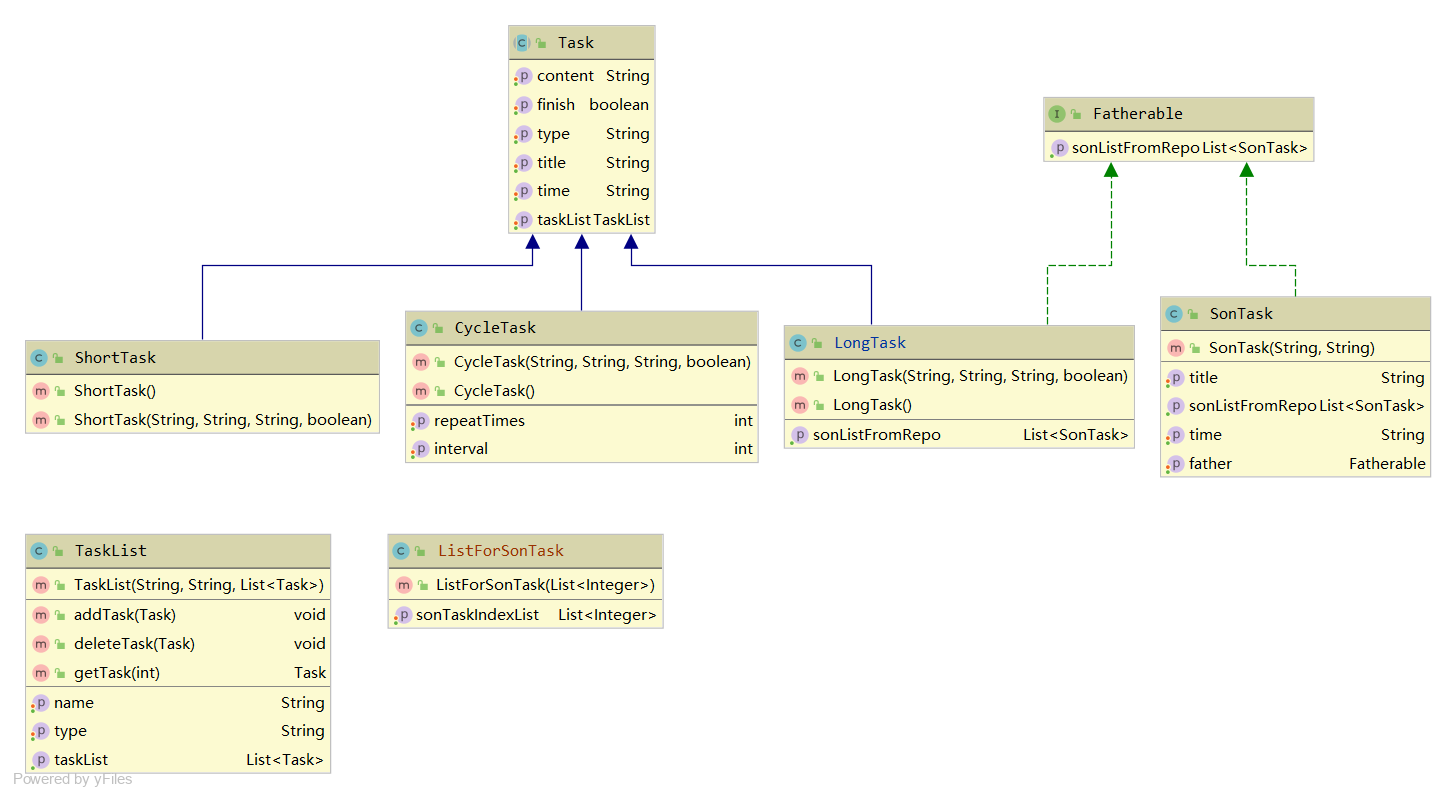 Task
content String
finish boolean
type String
title String
time String
taskList TaskList
Fatherable
sonListFromRepo List<SonTask>
ShortTask
ShortTask()
ShortTask(String, String, String, boolean)
CycleTask
CycleTask(String, String, String, boolean)
CycleTask()
repeatTimes int
interval int
LongTask
LongTask(String, String, String, boolean)
LongTask()
sonListFromRepo List<SonTask>
SonTask
SonTask(String, String)
title String
sonListFromRepo List<SonTask>
time String
father Fatherable
TaskList
TaskList(String, String, List<Task>)
addTask(Task) void
deleteTask(Task) void
getTask(int) Task
name String
type String
taskList List<Task>
ListForSonTask
ListForSonTask(List<Integer>)
sonTaskIndexList List<Integer>
Powered by yFiles